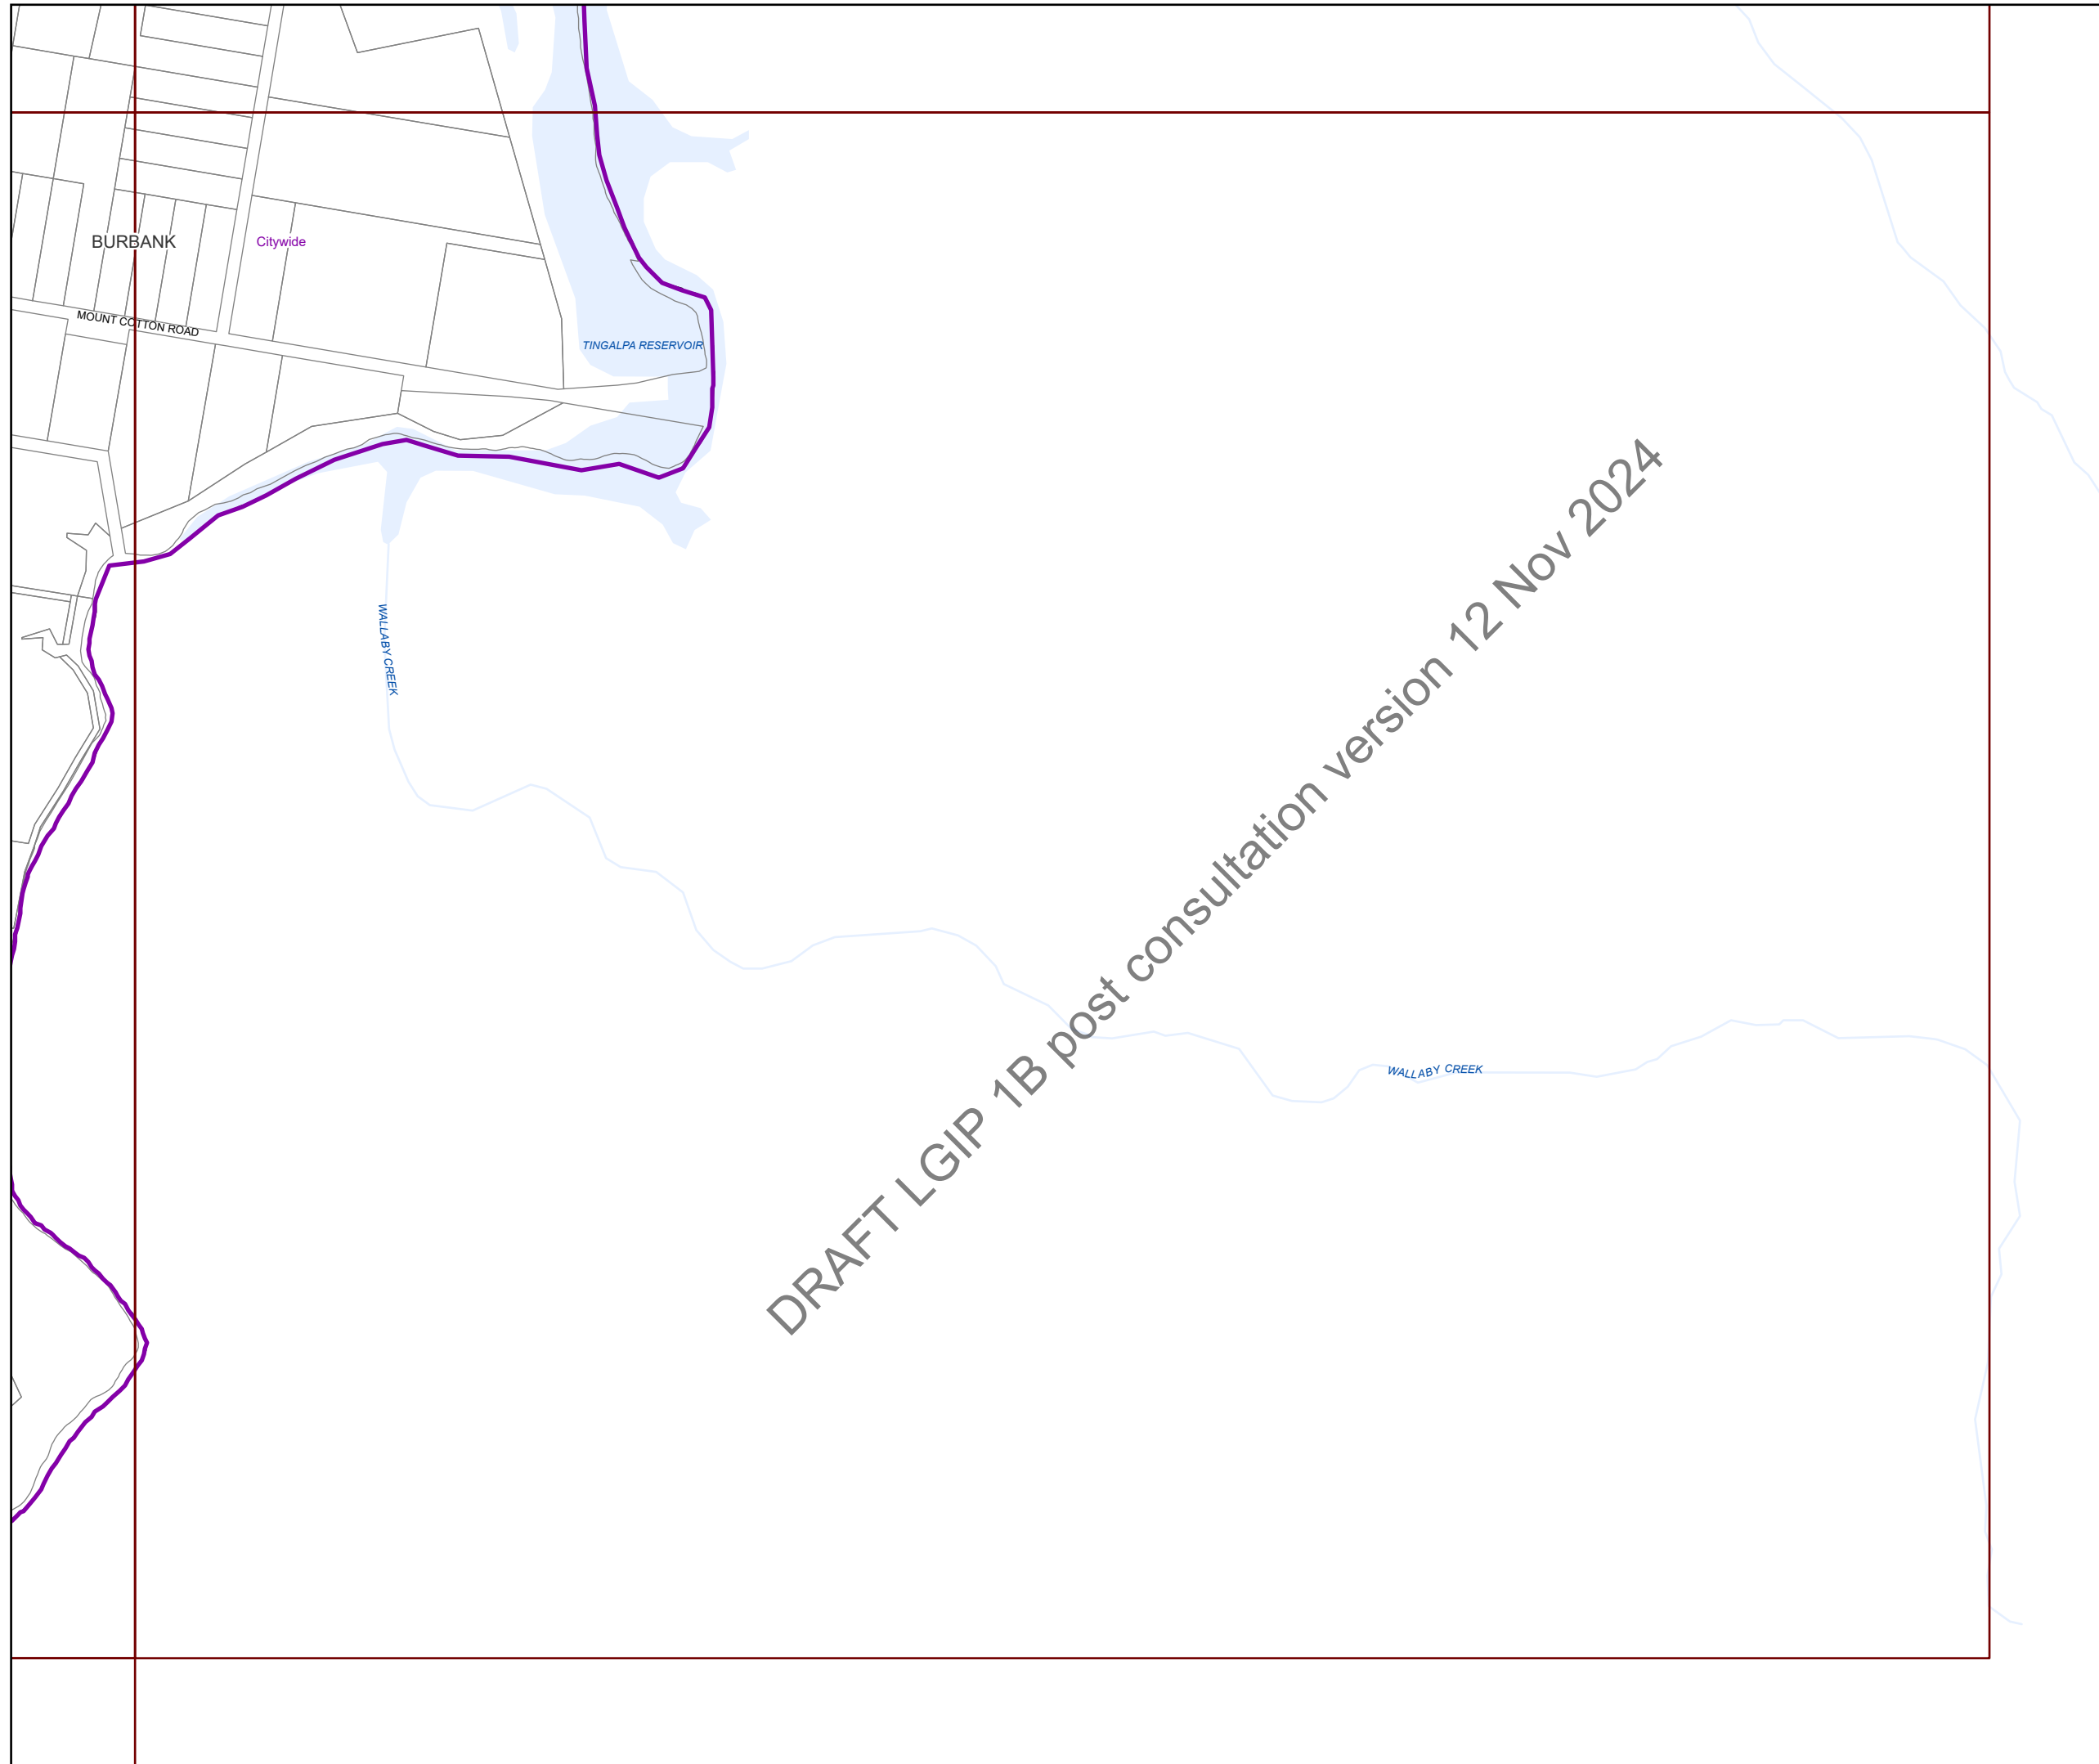 BURBANK
Citywide
MOUNT COTTON ROAD
TINGALPA RESERVOIR
WALLABY CREEK
DRAFT LGIP 1B post consultation version 12 Nov 2024
WALLABY CREEK